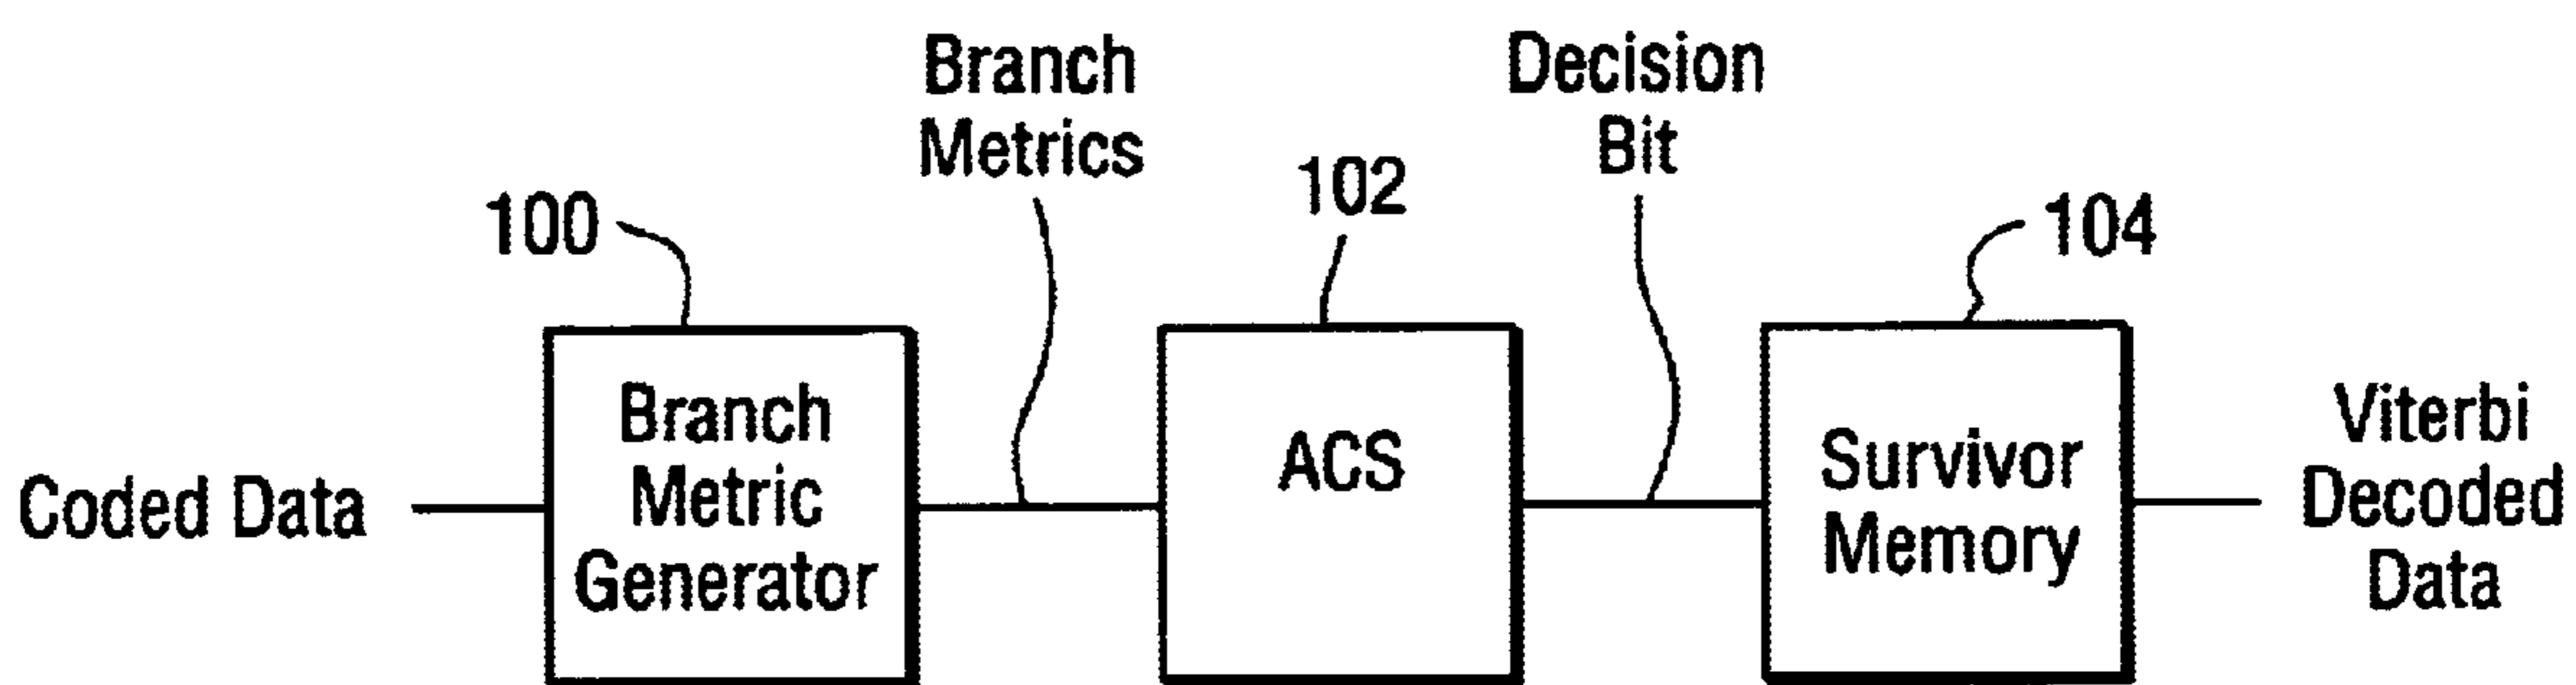 Branch
Metrics
Decision
Bit
100
102
104
Coded Data
Branch
Metric
Generator
ACS
Survivor
Memory
Viterbi
Decoded
Data